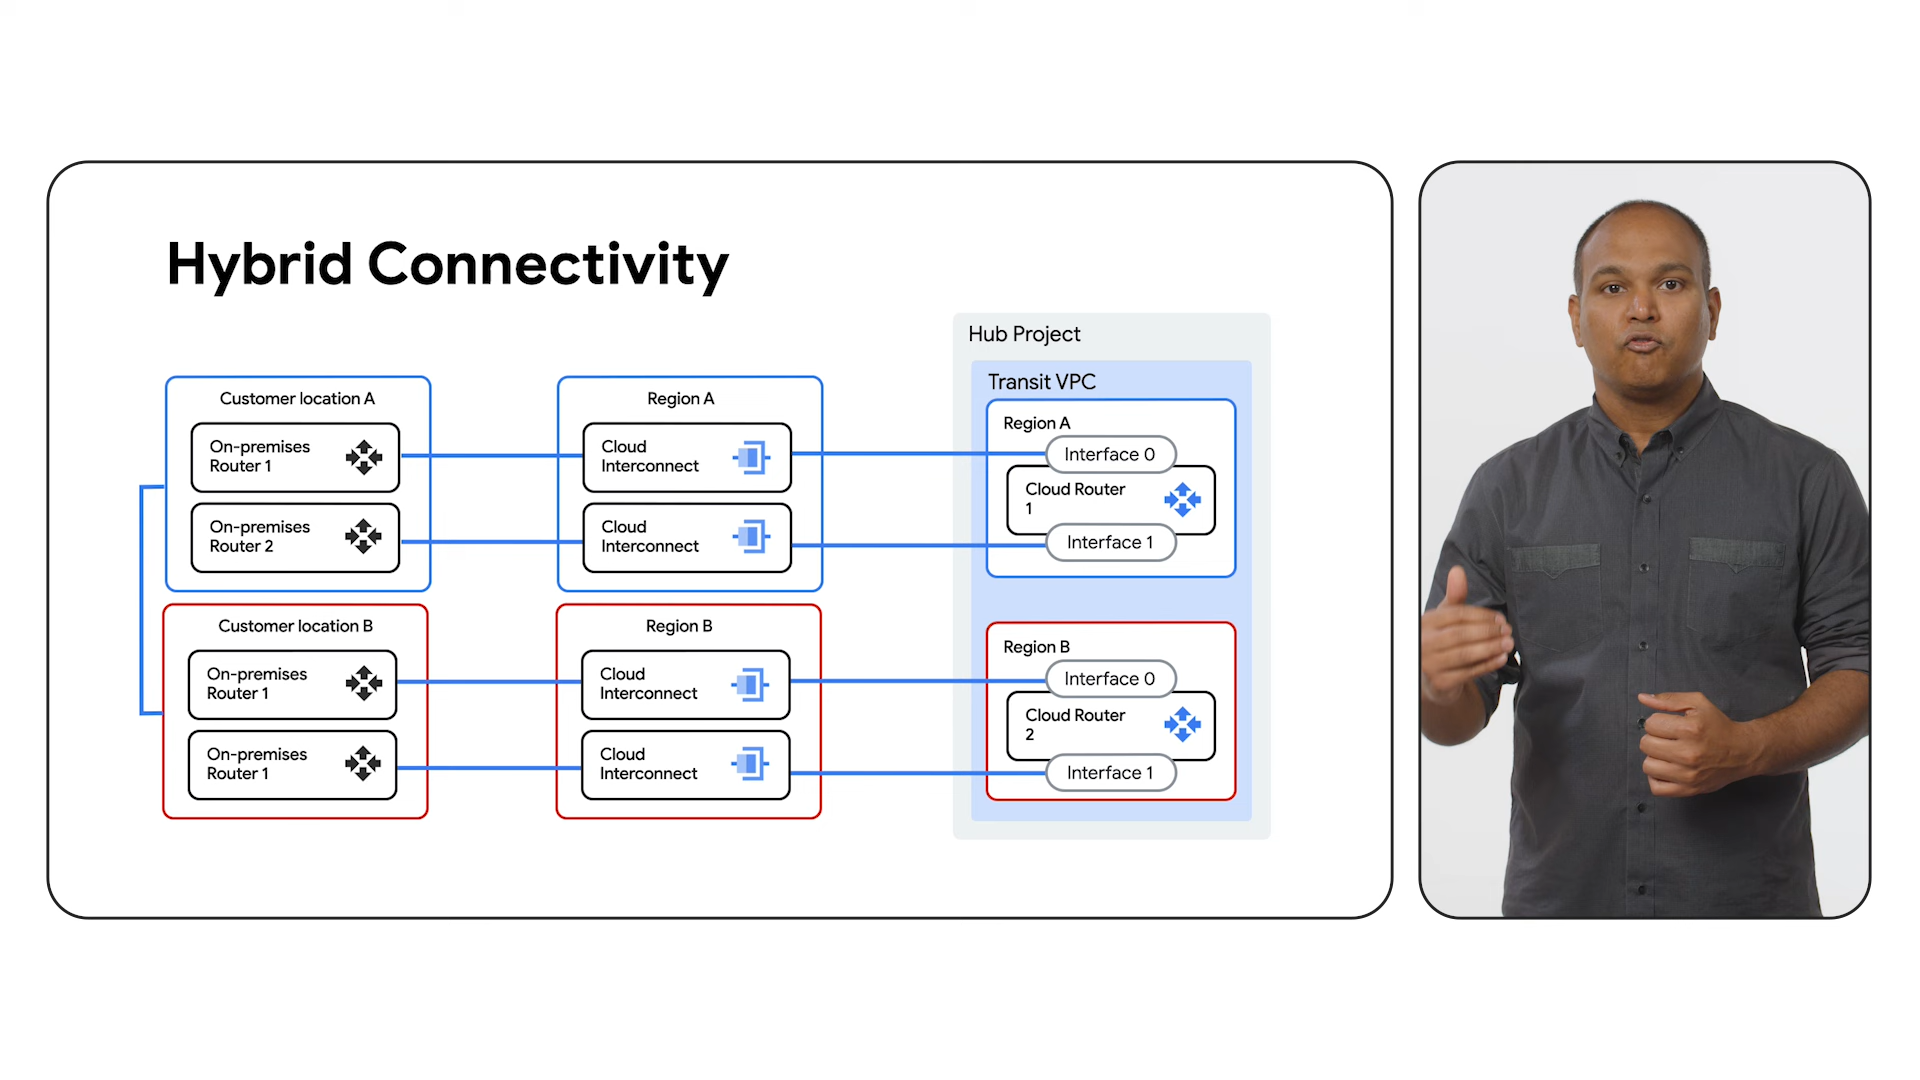 Hybrid Connectivity
Customer location A
On-premises
Router 1
On-premises
Router 2
Customer location B
On-premises
Router 1
On-premises
Router 1
Region A
Cloud
Interconnect
Cloud
Interconnect
Region B
Cloud
Interconnect
Cloud
Interconnect
Hub Project
Transit VPC
Region A
Interface 0
Cloud Router
1
Interface 1
Region B
Interface 0
Cloud Router
2
Interface 1